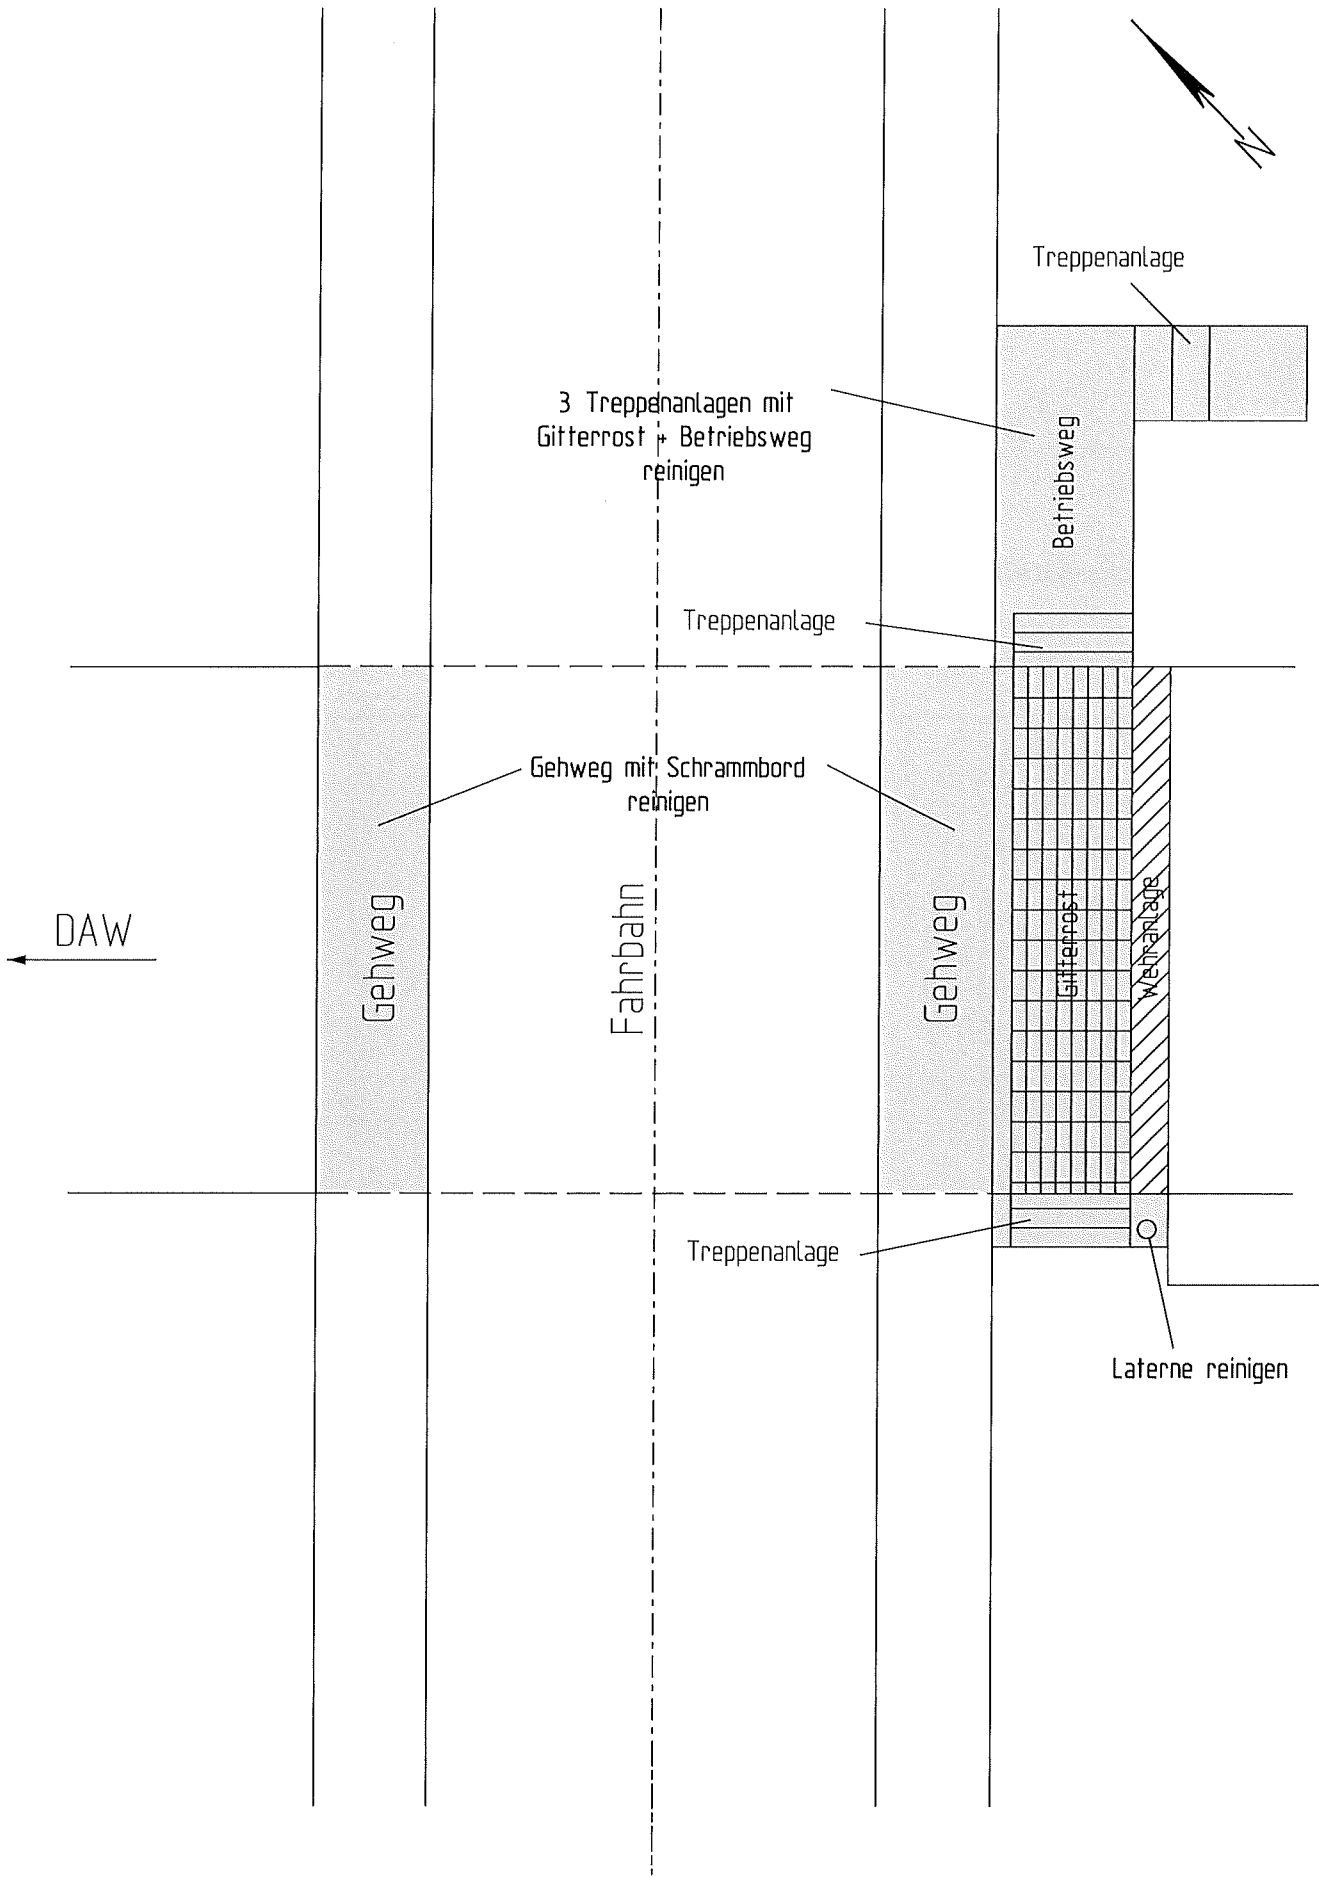 N
Treppenanlage
3 Treppenanlagen mit
Gitterrost + Betriebsweg
reinigen
Betriebsweg
Treppenanlage
Gehweg mit Schrammbord
reinigen
DAW
Gehweg
Fahrbahn
Gehweg
Gitterrost
Wehranlage
Treppenanlage
Laterne reinigen